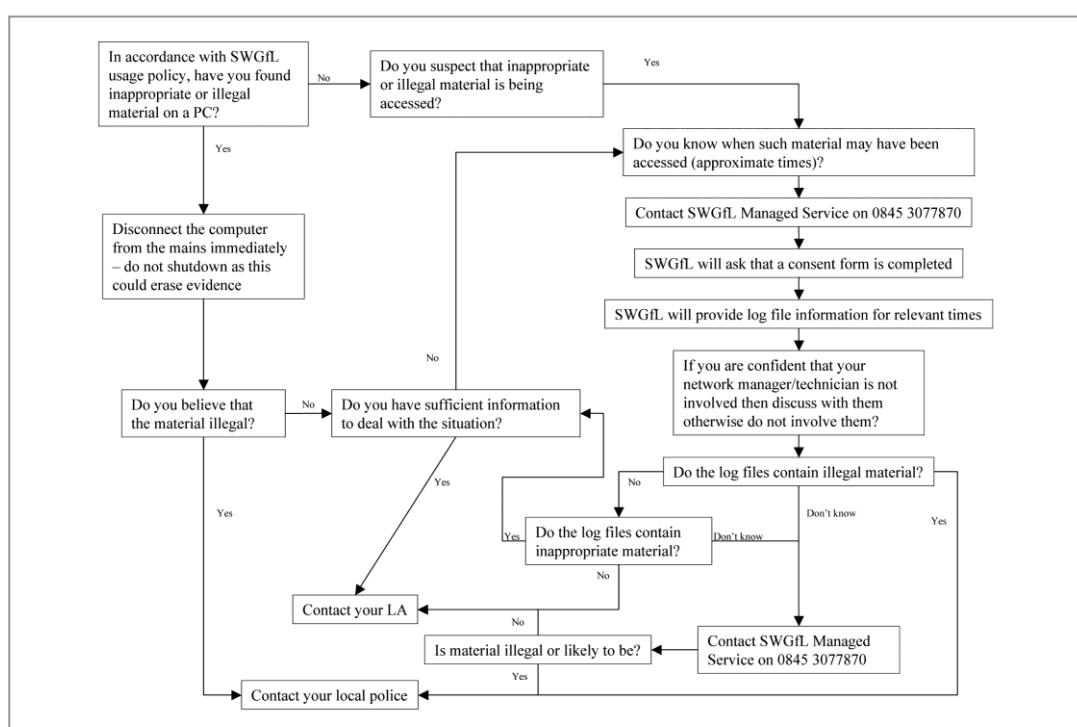 In accordance with SWGfL
usage policy, have you found
inappropriate or illegal
material on a PC?
No
Do you suspect that inappropriate
or illegal material is being
accessed?
Yes
Yes
Do you know when such material may have been
accessed (approximate times)?
Contact SWGfL Managed Service on 0845 3077870
Disconnect the computer
from the mains immediately
– do not shutdown as this
could erase evidence
SWGfL will ask that a consent form is completed
SWGfL will provide log file information for relevant times
No
If you are confident that your
network manager/technician is not
involved then discuss with them
otherwise do not involve them?
Do you believe that
the material illegal?
No
Do you have sufficient information
to deal with the situation?
Do the log files contain illegal material?
Yes
No
Don't know
Yes
Yes
Yes
Do the log files contain
inappropriate material?
Don't know
No
Contact your LA
No
Is material illegal or likely to be?
Contact SWGfL Managed
Service on 0845 3077870
Yes
Contact your local police